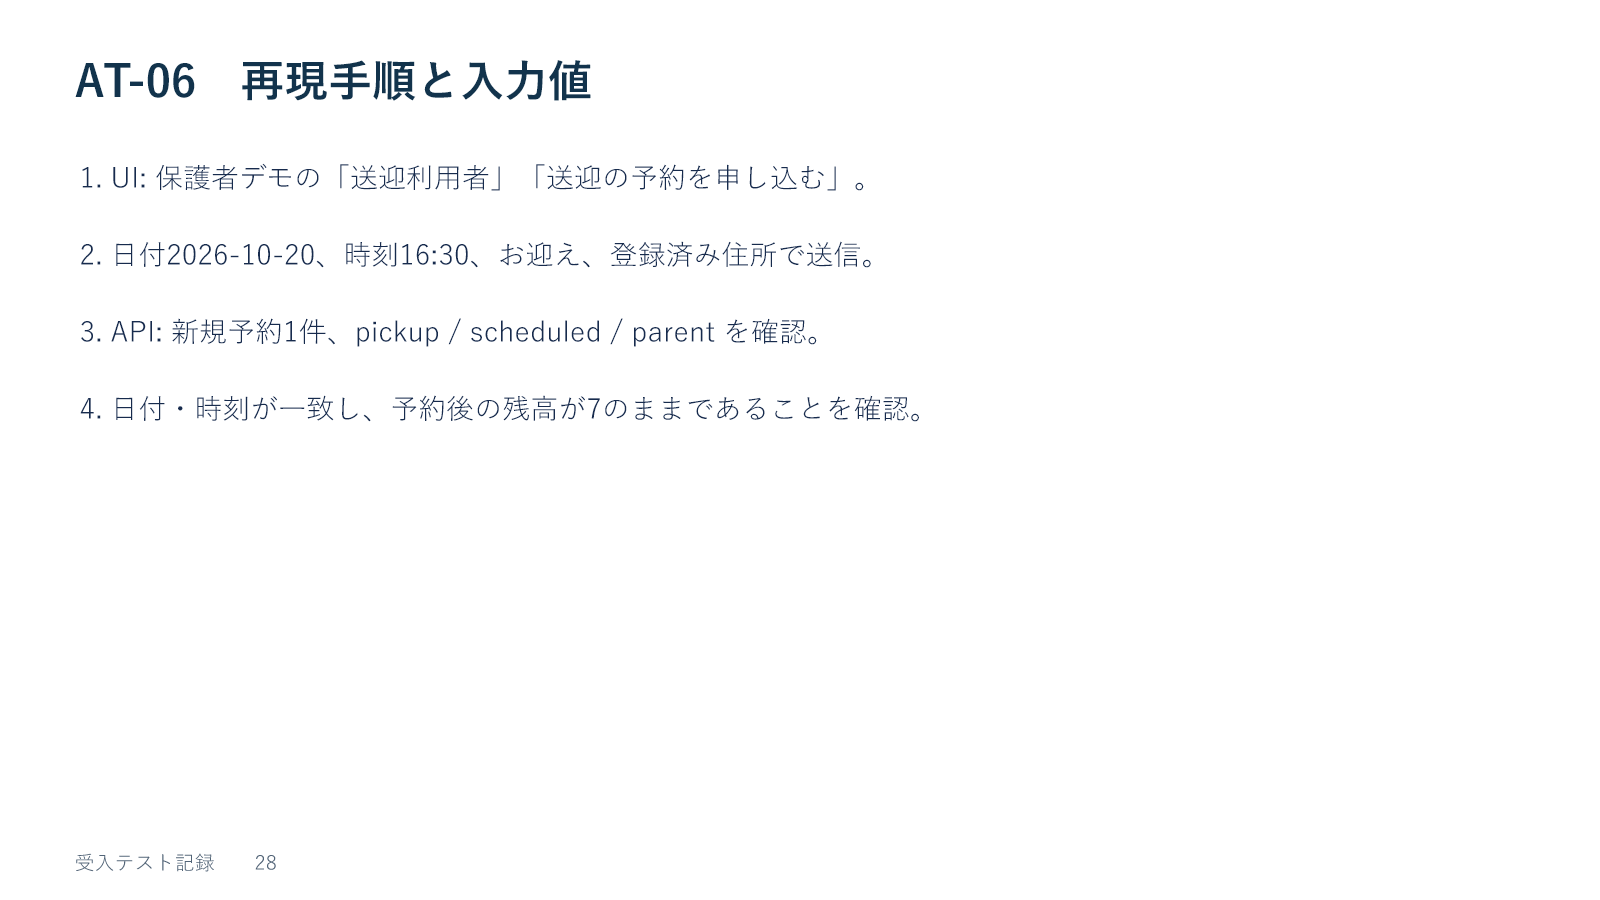 AT-06　再現手順と入力値
1. UI: 保護者デモの「送迎利用者」「送迎の予約を申し込む」。
2. 日付2026-10-20、時刻16:30、お迎え、登録済み住所で送信。
3. API: 新規予約1件、pickup / scheduled / parent を確認。
4. 日付・時刻が一致し、予約後の残高が7のままであることを確認。
受入テスト記録　28